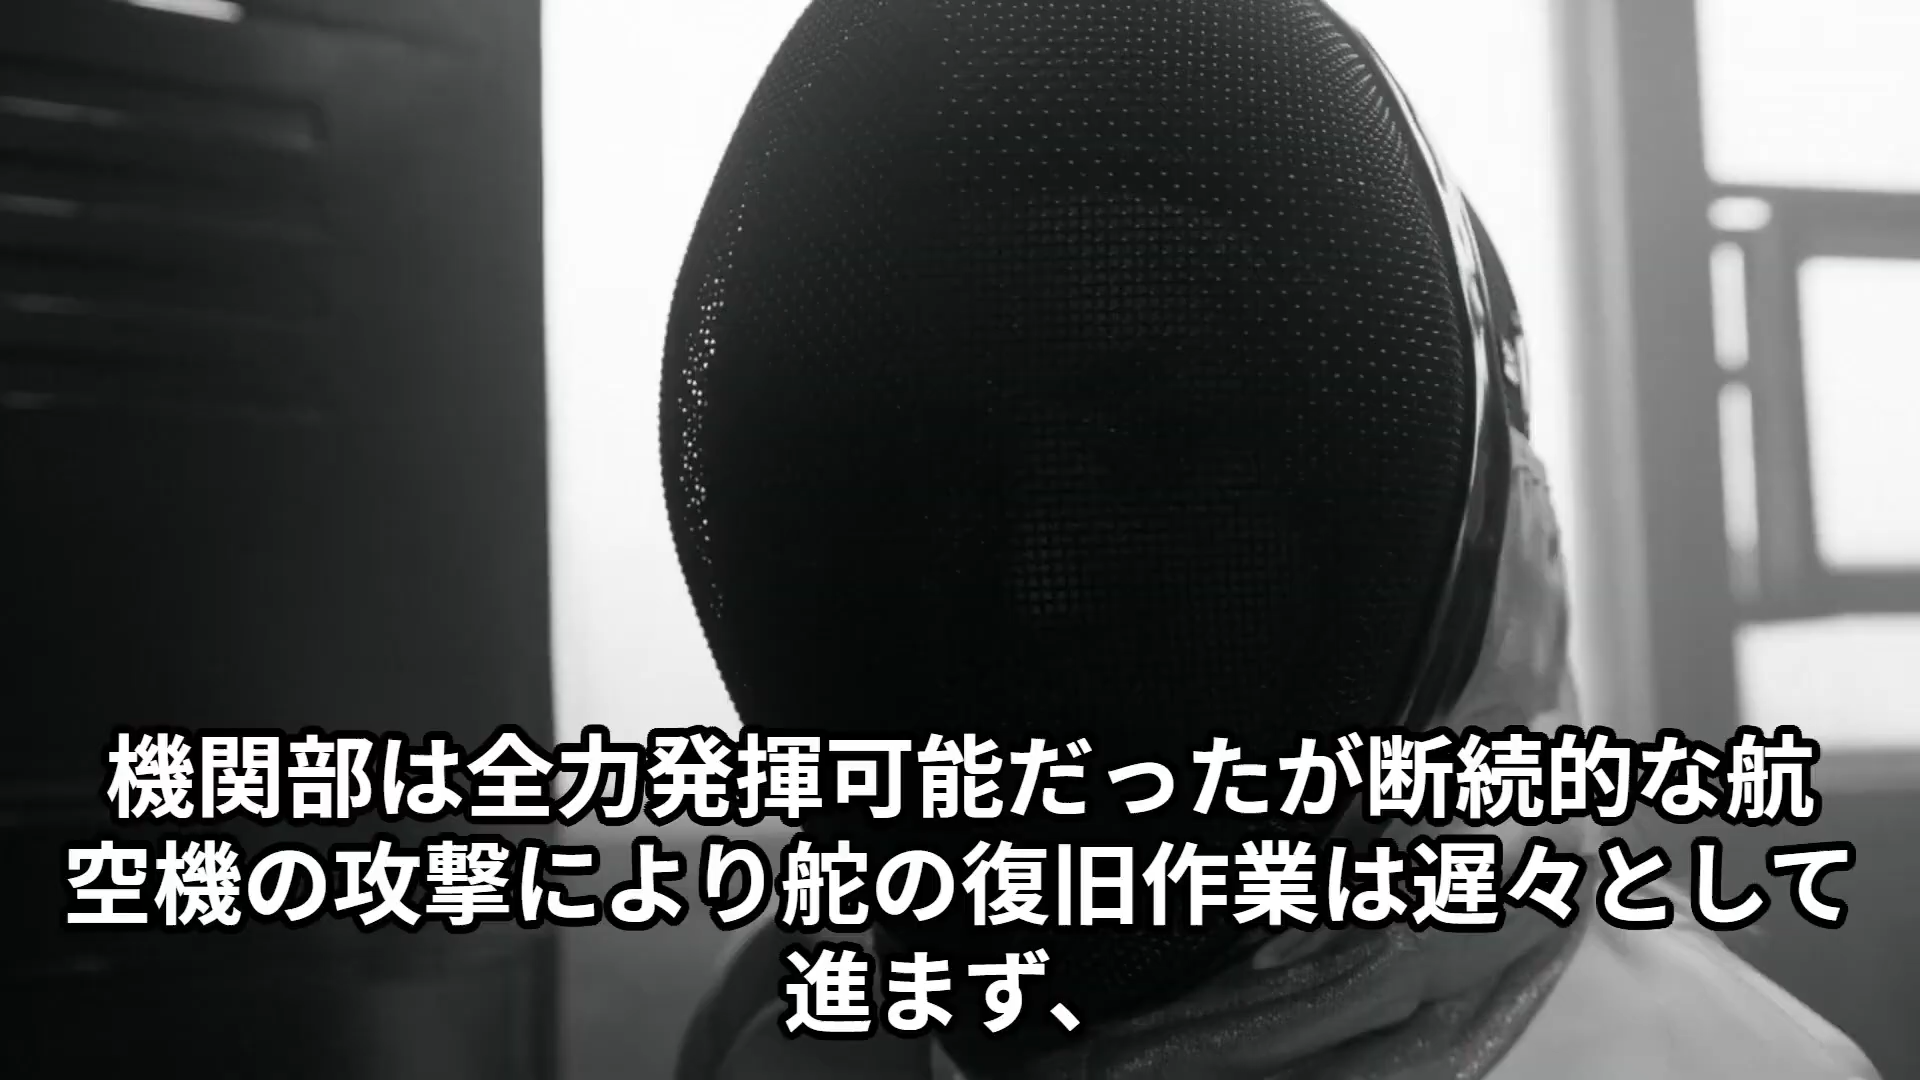 機関部は全力発揮可能だったが断続的な航
空機の攻撃により舵の復旧作業は遅々として
進まず、